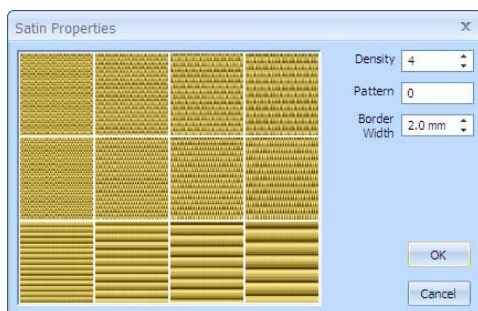 Satin Properties
x
Density 4
Pattern 0
Border
Width 2.0 mm
OK
Cancel